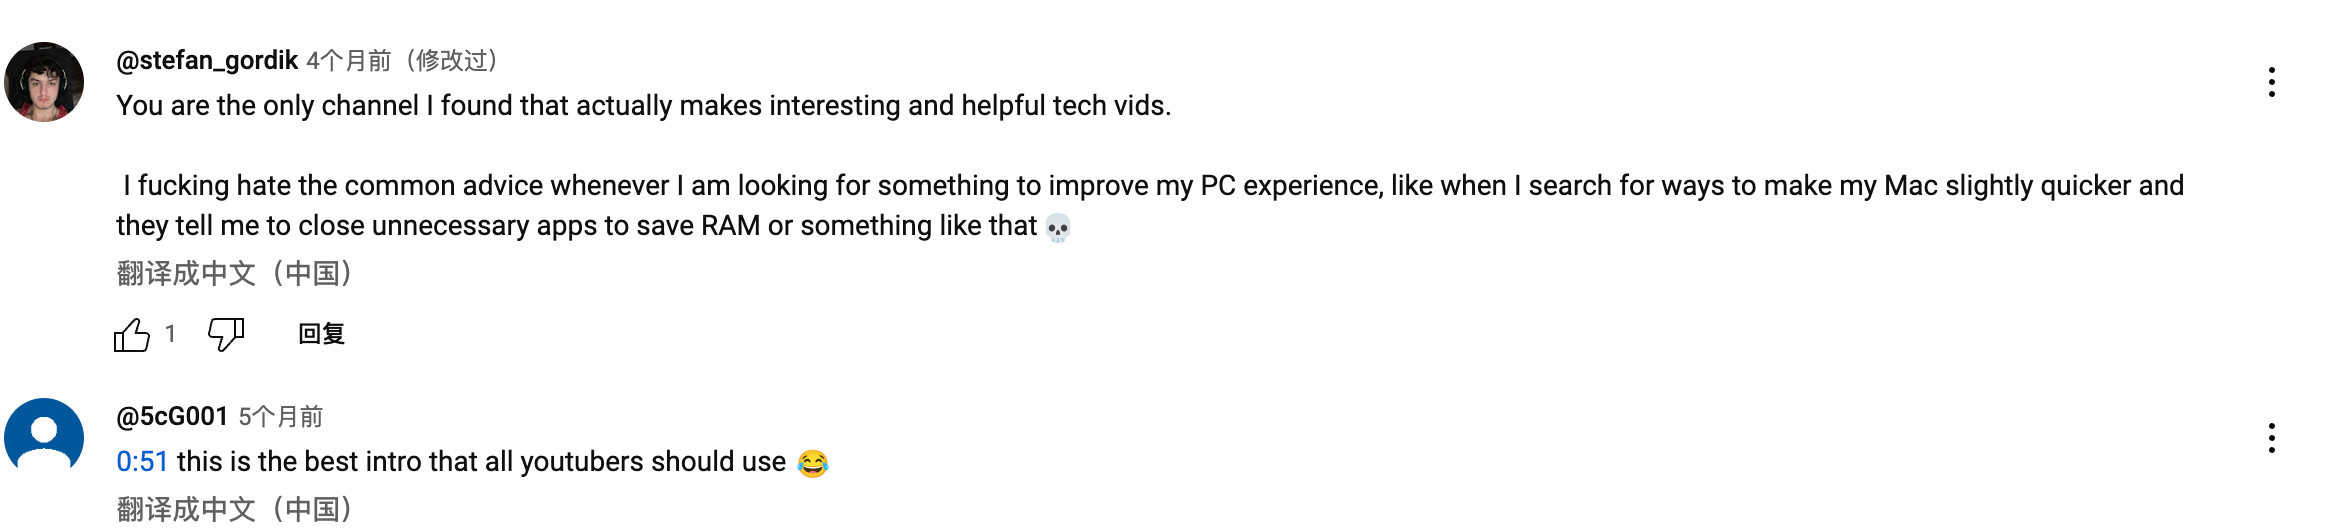 @stefan_gordik 4个月前（修改过）
You are the only channel I found that actually makes interesting and helpful tech vids.
I fucking hate the common advice whenever I am looking for something to improve my PC experience, like when I search for ways to make my Mac slightly quicker and
they tell me to close unnecessary apps to save RAM or something like that 💀
翻译成中文（中国）
1 回复
@5cG001 5个月前
0:51 this is the best intro that all youtubers should use 😂
翻译成中文（中国）